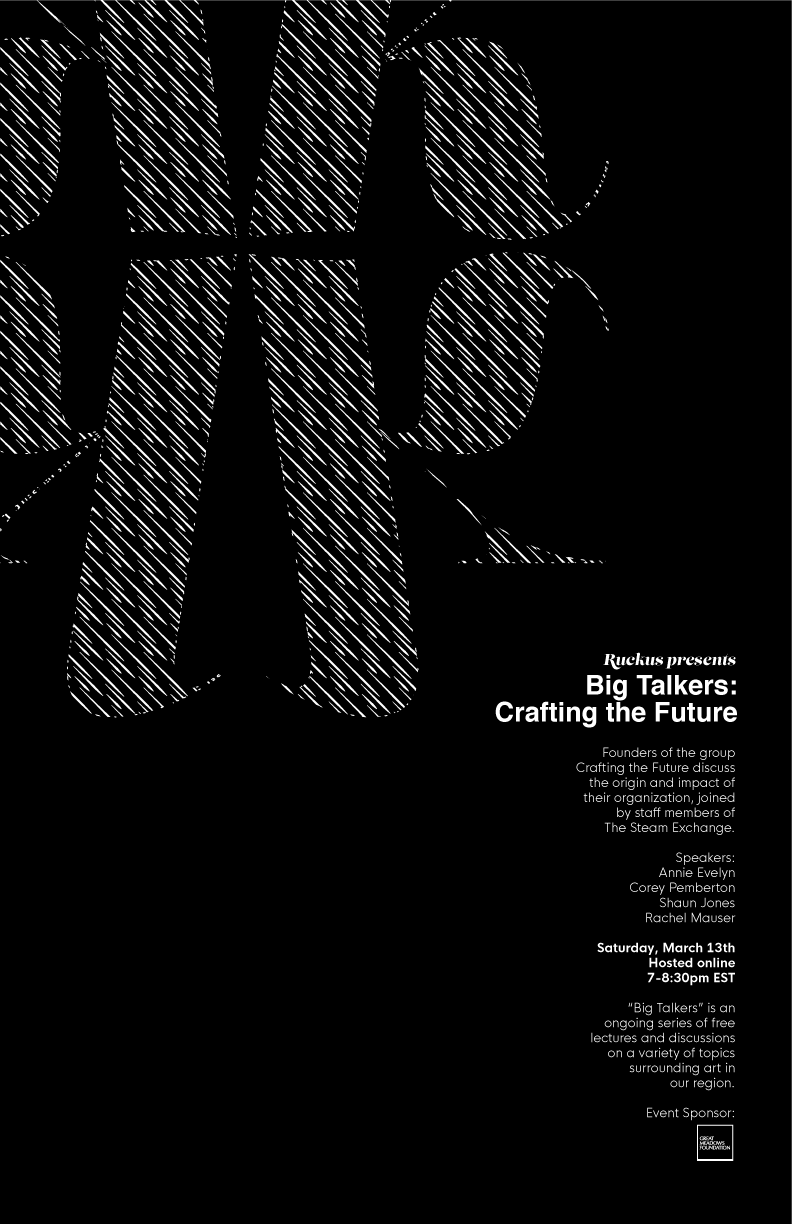 Ruckus presents
Big Talkers:
Crafting the Future
Founders of the group
Crafting the Future discuss
the origin and impact of
their organization, joined
by staff members of
The Steam Exchange.
Speakers:
Annie Evelyn
Corey Pemberton
Shaun Jones
Rachel Mauser
Saturday, March 13th
Hosted online
7-8:30pm EST
“Big Talkers” is an
ongoing series of free
lectures and discussions
on a variety of topics
surrounding art in
our region.
Event Sponsor:
GREAT
MEADOWS
FOUNDATION